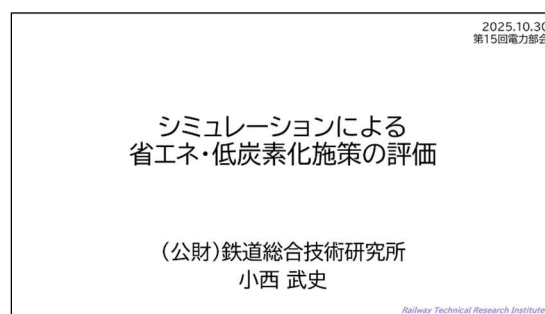 2025.10.30
第15回電力部会
シミュレーションによる
省エネ・低炭素化施策の評価
（公財）鉄道総合技術研究所
小西 武史
Railway Technical Research Institute